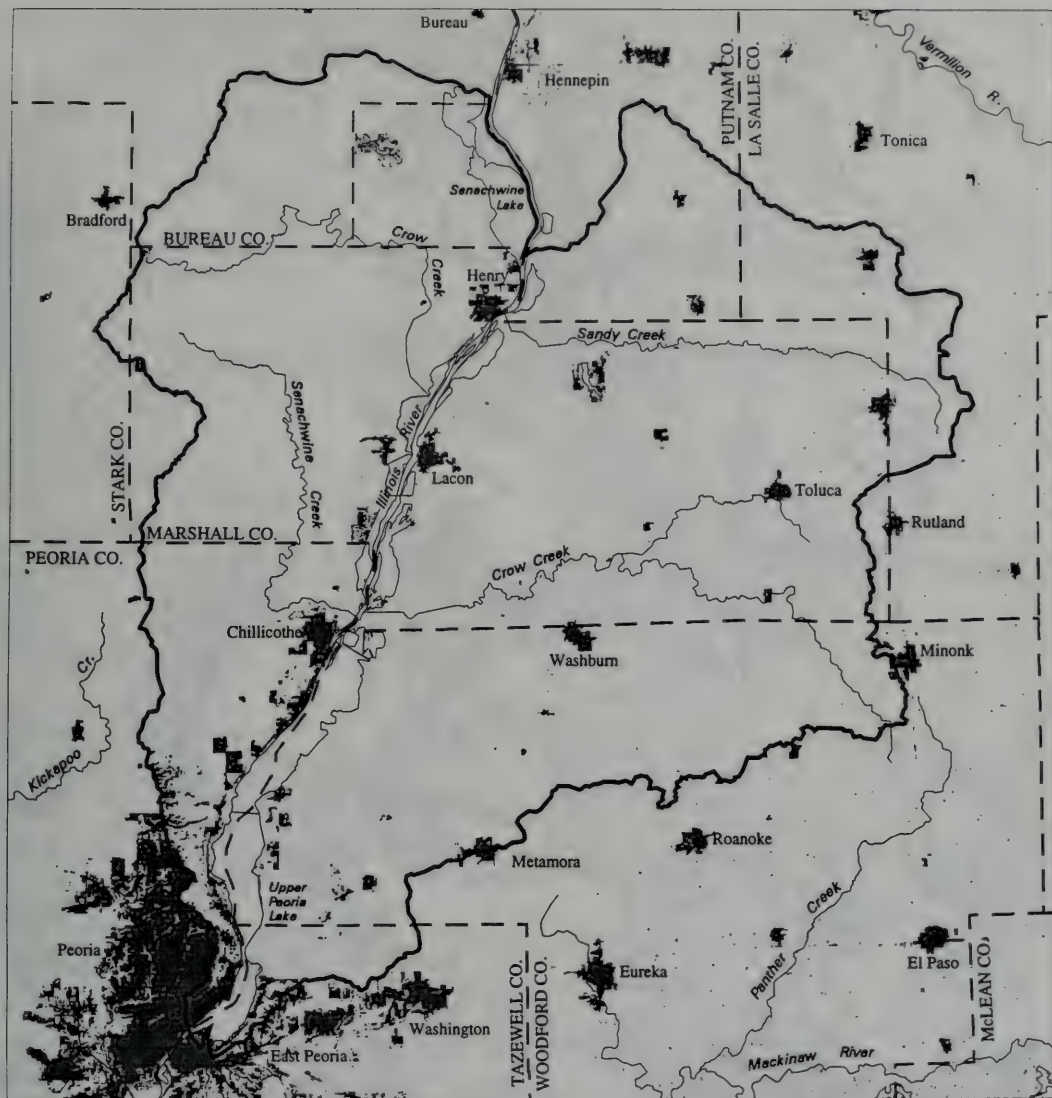 Bureau
Hennepin
Vermilion
R.
PUTNAM CO.
LA SALLE CO.
Tonica
Bradford
Senachwine
Lake
BUREAU CO.
Crow
Creek
Henry
Sandy Creek
Senachwine
Creek
STARK CO.
Illinois
River
Lacon
Toluca
Rutland
MARSHALL CO.
PEORIA CO.
Crow Creek
Chillicothe
Washburn
Minonk
Kickapoo
Cr.
Metamora
Roanoke
Upper
Peoria
Lake
Peoria
Panther
Creek
El Paso
Eureka
Washington
East Peoria
TAZEWELL CO.
WOODFORD CO.
McLEAN CO.
Mackinaw River